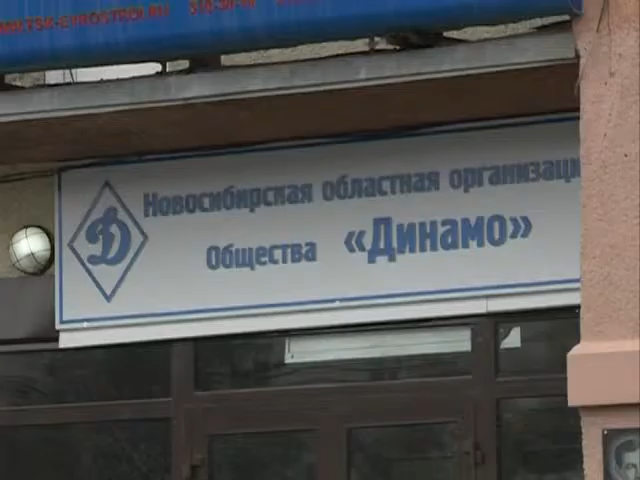 Д
Новосибирская областная организаци
Общества «Динамо»